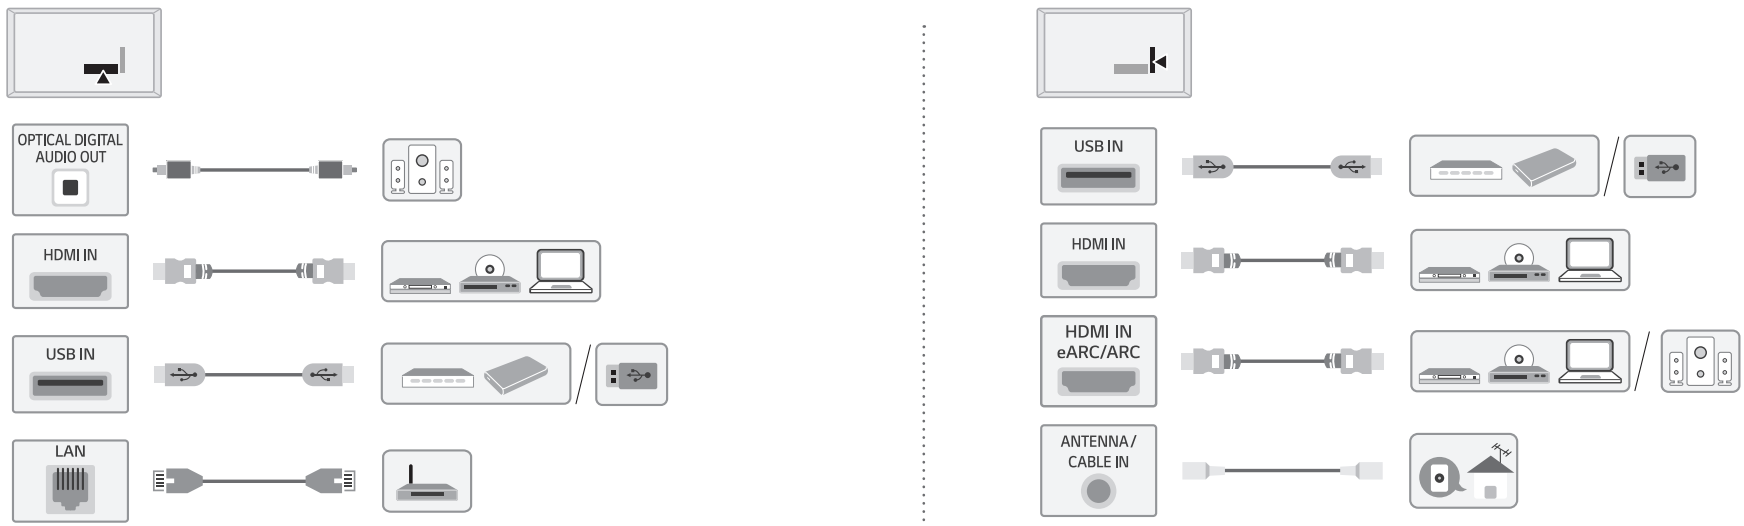 OPTICAL DIGITAL
AUDIO OUT
HDMI IN
USB IN
LAN
USB IN
HDMI IN
HDMI IN
eARC/ARC
ANTENNA/
CABLE IN